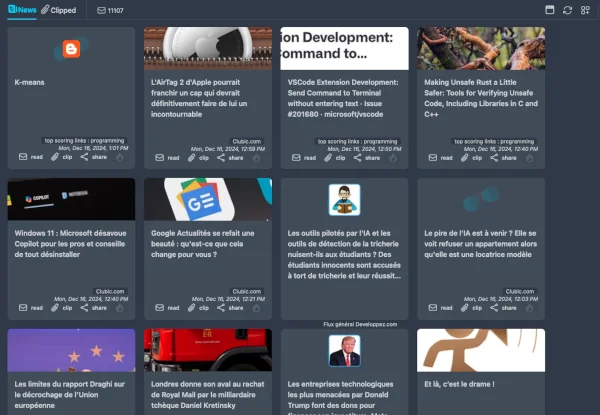 News Clipped 11107
K-means
top scoring links : programming
Mon, Dec 16, 2024, 1:01 PM
read clip share
L'AirTag 2 d'Apple pourrait
franchir un cap qui devrait
définitivement faire de lui un
incontournable
Clubic.com
Mon, Dec 16, 2024, 12:59 PM
read clip share
ion Development:
ommand to...
VSCode Extension Development:
Send Command to Terminal
without entering text · Issue
#201680 · microsoft/vscode
top scoring links : programming
Mon, Dec 16, 2024, 12:50 PM
read clip share
Making Unsafe Rust a Little
Safer: Tools for Verifying Unsafe
Code, Including Libraries in C and
C++
top scoring links : programming
Mon, Dec 16, 2024, 12:40 PM
read clip share
COPILOT NOTEBOOK
Windows 11 : Microsoft désavoue
Copilot pour les pros et conseille
de tout désinstaller
Clubic.com
Mon, Dec 16, 2024, 12:40 PM
read clip share
GE
Google Actualités se refait une
beauté : qu'est-ce que cela
change pour vous ?
Clubic.com
Mon, Dec 16, 2024, 12:21 PM
read clip share
Les outils pilotés par l'IA et les
outils de détection de la tricherie
nuisent-ils aux étudiants ? Des
étudiants innocents sont accusés
à tort de tricherie et leur réussit...
Flux général Developpez.com
Le pire de l'IA est à venir ? Elle se
voit refuser un appartement alors
qu'elle est une locatrice modèle
Clubic.com
Mon, Dec 16, 2024, 12:03 PM
read clip share
Les limites du rapport Draghi sur
le décrochage de l'Union
européenne
Londres donne son aval au rachat
de Royal Mail par le milliardaire
tchèque Daniel Kretinsky
Les entreprises technologiques
les plus menacées par Donald
Trump font des dons pour
Et là, c'est le drame !